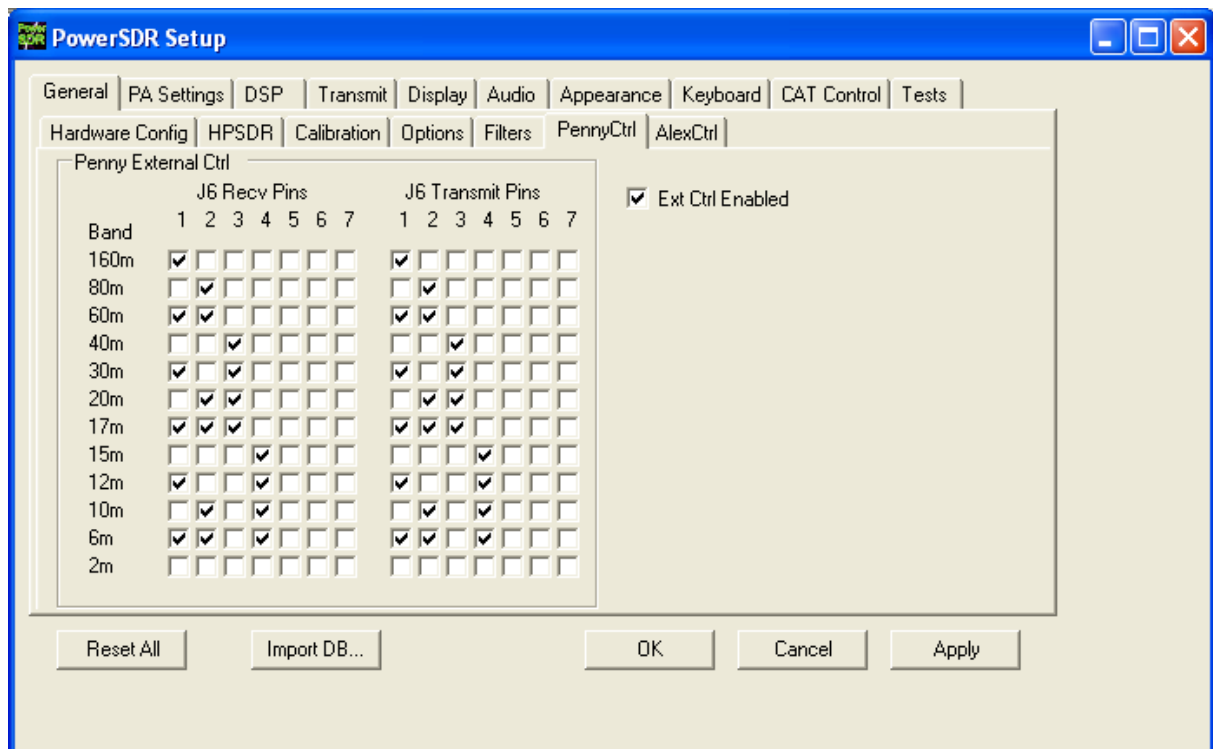 PowerSDR Setup
General PA Settings DSP Transmit Display Audio Appearance Keyboard CAT Control Tests
Hardware Config HPSDR Calibration Options Filters PennyCtrl AlexCtrl
Penny External Ctrl
J6 Recv Pins J6 Transmit Pins
Ext Ctrl Enabled
Band 1 2 3 4 5 6 7 1 2 3 4 5 6 7
160m
80m
60m
40m
30m
20m
17m
15m
12m
10m
6m
2m
Reset All Import DB... OK Cancel Apply